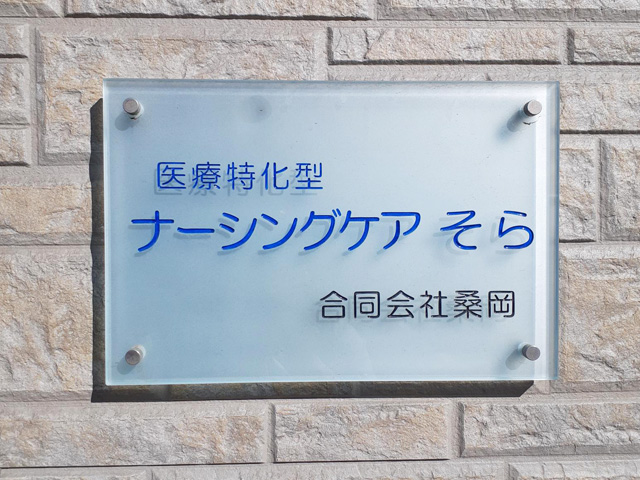 医療特化型
ナーシングケア そら
合同会社桑岡